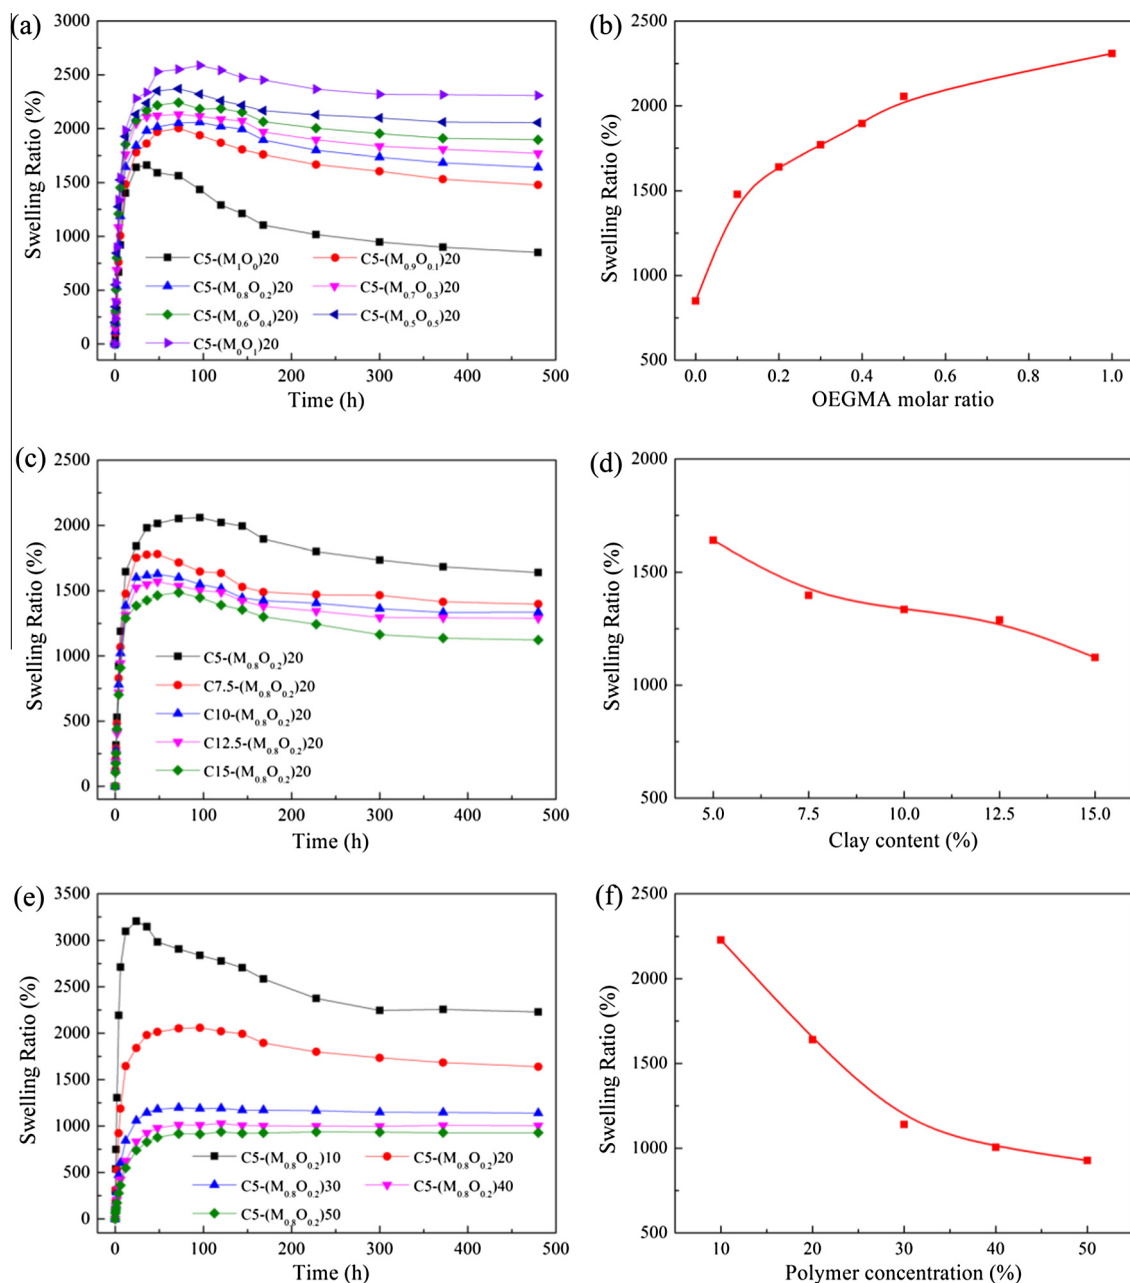 (a)
3000
2500
2000
1500
1000
500
0
Swelling Ratio (%)
C5-(M₁O₀)20
C5-(M₀.₉O₀.₁)20
C5-(M₀.₈O₀.₂)20
C5-(M₀.₇O₀.₃)20
C5-(M₀.₆O₀.₄)20)
C5-(M₀.₅O₀.₅)20
C5-(M₀O₁)20
0 100 200 300 400 500
Time (h)
(b)
2500
2000
1500
1000
500
Swelling Ratio (%)
0.0 0.2 0.4 0.6 0.8 1.0
OEGMA molar ratio
(c)
2500
2000
1500
1000
500
0
Swelling Ratio (%)
C5-(M₀.₈O₀.₂)20
C7.5-(M₀.₈O₀.₂)20
C10-(M₀.₈O₀.₂)20
C12.5-(M₀.₈O₀.₂)20
C15-(M₀.₈O₀.₂)20
0 100 200 300 400 500
Time (h)
(d)
2000
1500
1000
500
Swelling Ratio (%)
5.0 7.5 10.0 12.5 15.0
Clay content (%)
(e)
3500
3000
2500
2000
1500
1000
500
0
Swelling Ratio (%)
C5-(M₀.₈O₀.₂)10
C5-(M₀.₈O₀.₂)20
C5-(M₀.₈O₀.₂)30
C5-(M₀.₈O₀.₂)40
C5-(M₀.₈O₀.₂)50
0 100 200 300 400 500
Time (h)
(f)
2500
2000
1500
1000
500
Swelling Ratio (%)
10 20 30 40 50
Polymer concentration (%)